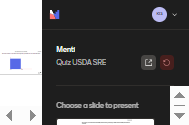 Menti
Quiz USDA SRE
Choose a slide to present